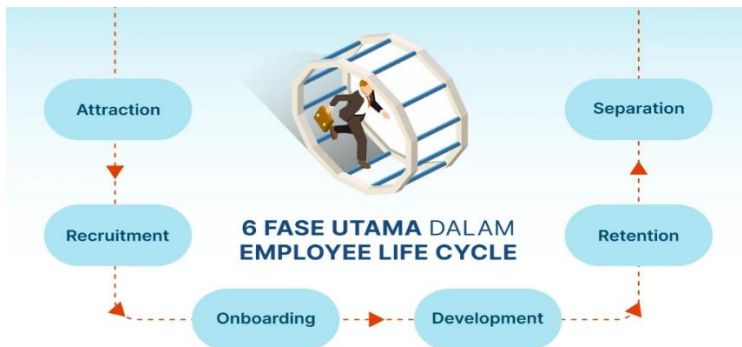 Attraction
Separation
Recruitment
6 FASE UTAMA DALAM
EMPLOYEE LIFE CYCLE
Retention
Onboarding
Development